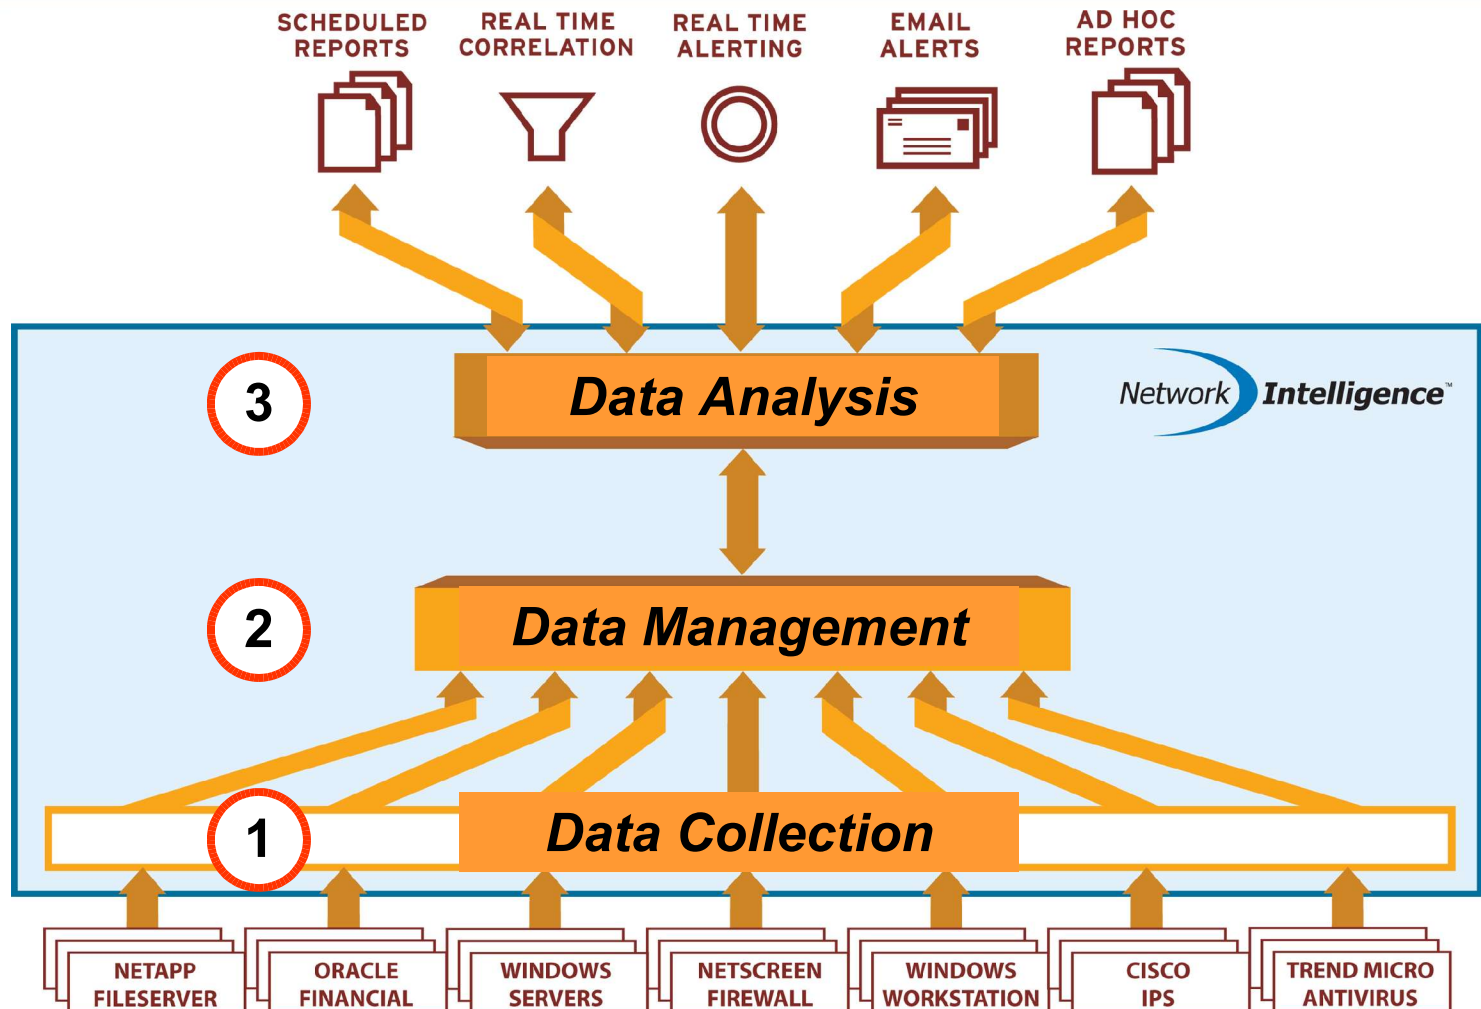 SCHEDULED
REPORTS
REAL TIME
CORRELATION
REAL TIME
ALERTING
EMAIL
ALERTS
AD HOC
REPORTS
3
Data Analysis
Network Intelligence™
2
Data Management
1
Data Collection
NETAPP
FILESERVER
ORACLE
FINANCIAL
WINDOWS
SERVERS
NETSCREEN
FIREWALL
WINDOWS
WORKSTATION
CISCO
IPS
TREND MICRO
ANTIVIRUS